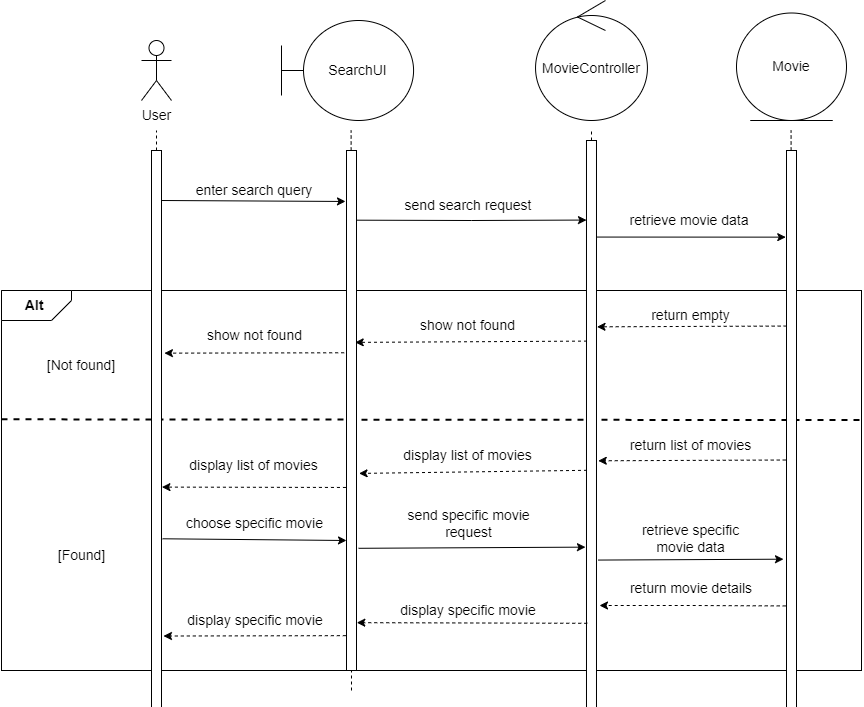 User
SearchUI
MovieController
Movie
enter search query
send search request
retrieve movie data
Alt
return empty
show not found
show not found
[Not found]
return list of movies
display list of movies
display list of movies
choose specific movie
send specific movie
request
retrieve specific
movie data
[Found]
return movie details
display specific movie
display specific movie